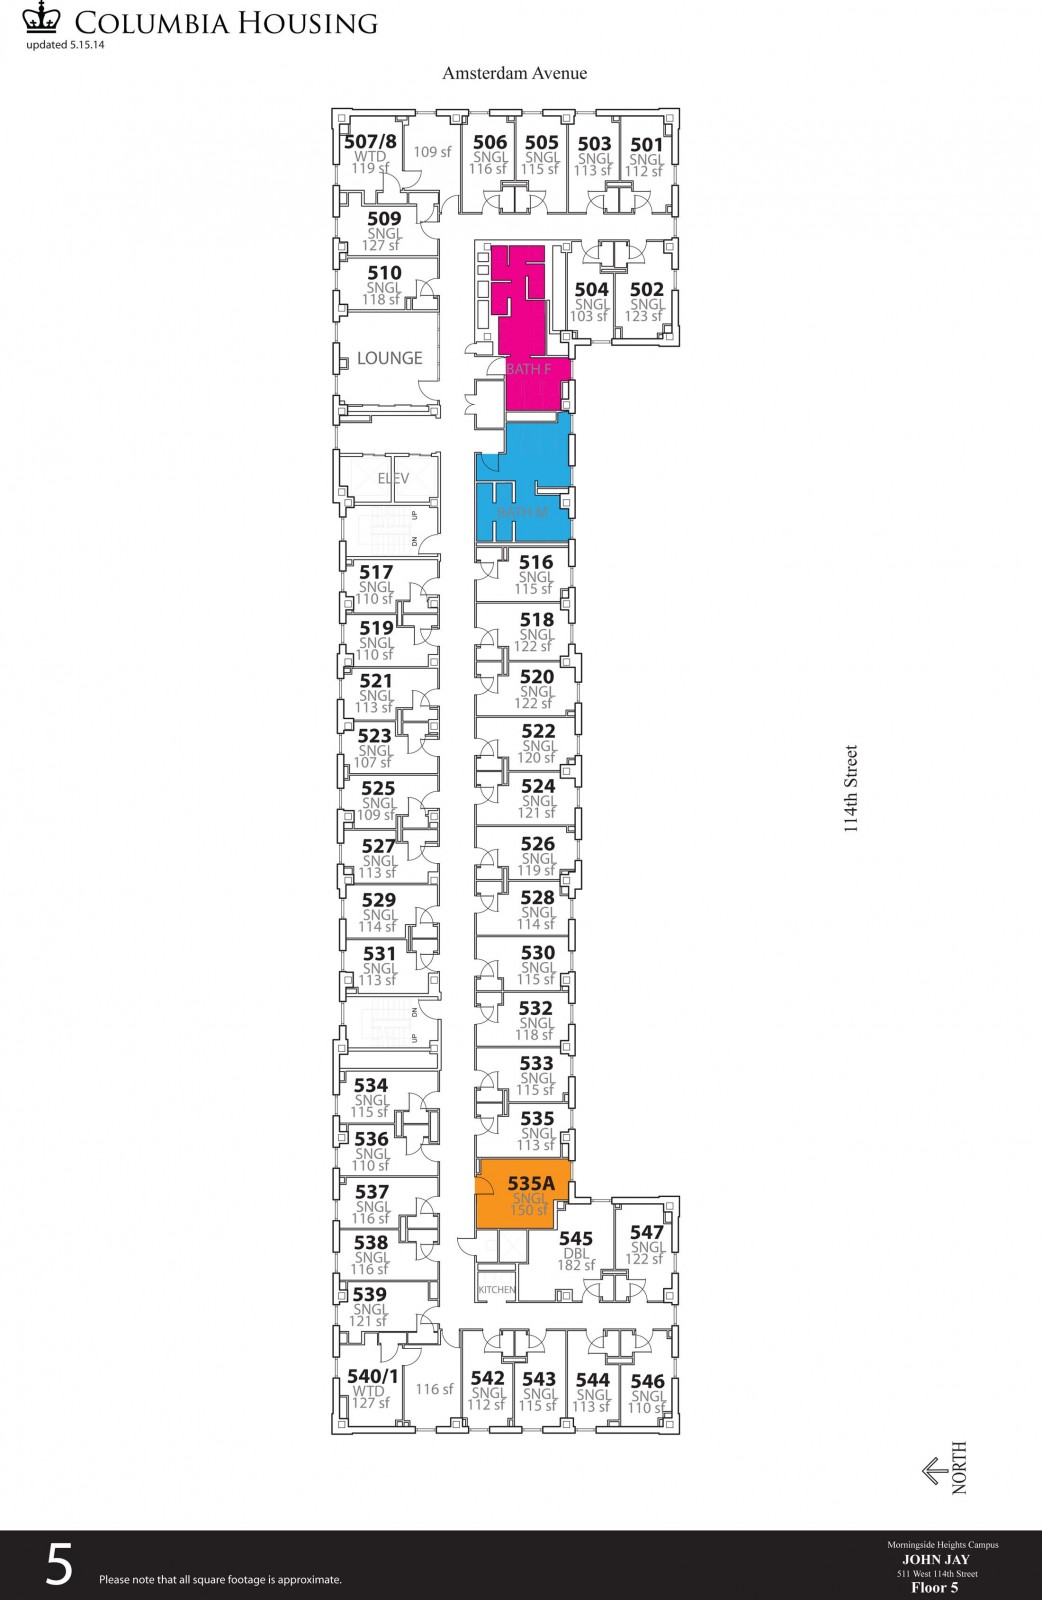 COLUMBIA HOUSING
updated 5.15.14
Amsterdam Avenue
507/8
WTD
119 sf
109 sf
506
SNGL
116 sf
505
SNGL
115 sf
503
SNGL
113 sf
501
SNGL
112 sf
509
SNGL
127 sf
510
SNGL
118 sf
504
SNGL
103 sf
502
SNGL
123 sf
LOUNGE
BATH F
ELEV
BATH M
UP
DN
517
SNGL
110 sf
516
SNGL
115 sf
519
SNGL
110 sf
518
SNGL
122 sf
521
SNGL
113 sf
520
SNGL
122 sf
523
SNGL
107 sf
522
SNGL
120 sf
525
SNGL
109 sf
524
SNGL
121 sf
527
SNGL
113 sf
526
SNGL
119 sf
529
SNGL
114 sf
528
SNGL
114 sf
531
SNGL
113 sf
530
SNGL
115 sf
DN
UP
532
SNGL
118 sf
533
SNGL
115 sf
534
SNGL
115 sf
535
SNGL
113 sf
536
SNGL
110 sf
535A
SNGL
150 sf
537
SNGL
116 sf
538
SNGL
116 sf
545
DBL
182 sf
547
SNGL
122 sf
KITCHEN
539
SNGL
121 sf
540/1
WTD
127 sf
116 sf
542
SNGL
112 sf
543
SNGL
115 sf
544
SNGL
113 sf
546
SNGL
110 sf
114th Street
NORTH
5
Please note that all square footage is approximate.
Morningside Heights Campus
JOHN JAY
511 West 114th Street
Floor 5